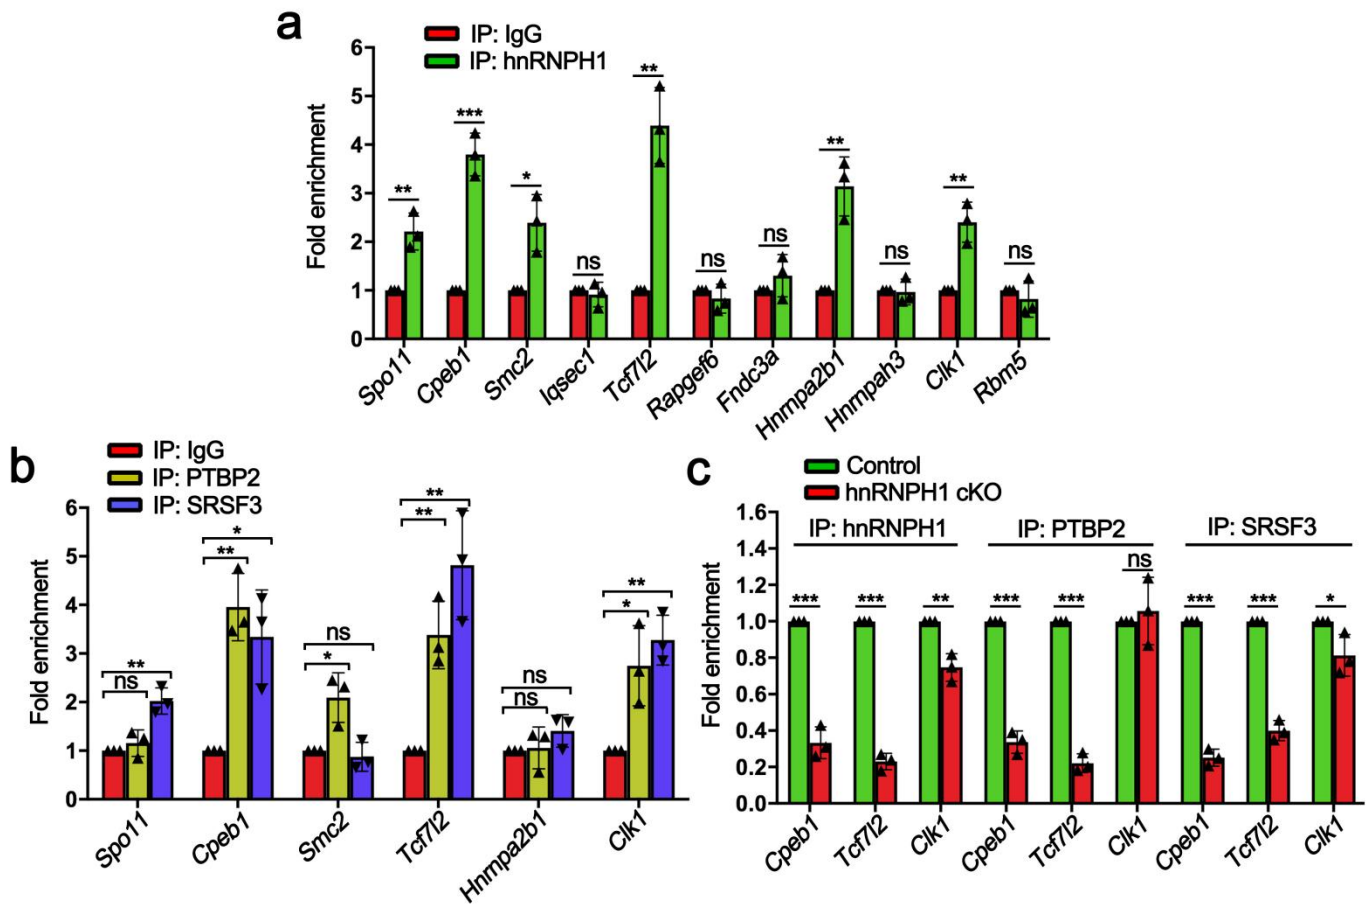 a
IP: IgG
IP: hnRNPH1
Fold enrichment
6
5
4
3
2
1
0
** *** * ns ** ns ns ** ns ** ns
Spo11 Cpeb1 Smc2 Iqsec1 Tcf7l2 Rapgef6 Fndc3a Hnrnpa2b1 Hnrnpah3 Clk1 Rbm5
b
IP: IgG
IP: PTBP2
IP: SRSF3
Fold enrichment
6
5
4
3
2
1
0
** * ns ** ns **
ns ** * ** ns *
Spo11 Cpeb1 Smc2 Tcf7l2 Hnrnpa2b1 Clk1
c
Control
hnRNPH1 cKO
Fold enrichment
1.6
1.4
1.2
1.0
0.8
0.6
0.4
0.2
0.0
IP: hnRNPH1 IP: PTBP2 IP: SRSF3
*** *** ** *** *** ns *** *** *
Cpeb1 Tcf7l2 Clk1 Cpeb1 Tcf7l2 Clk1 Cpeb1 Tcf7l2 Clk1